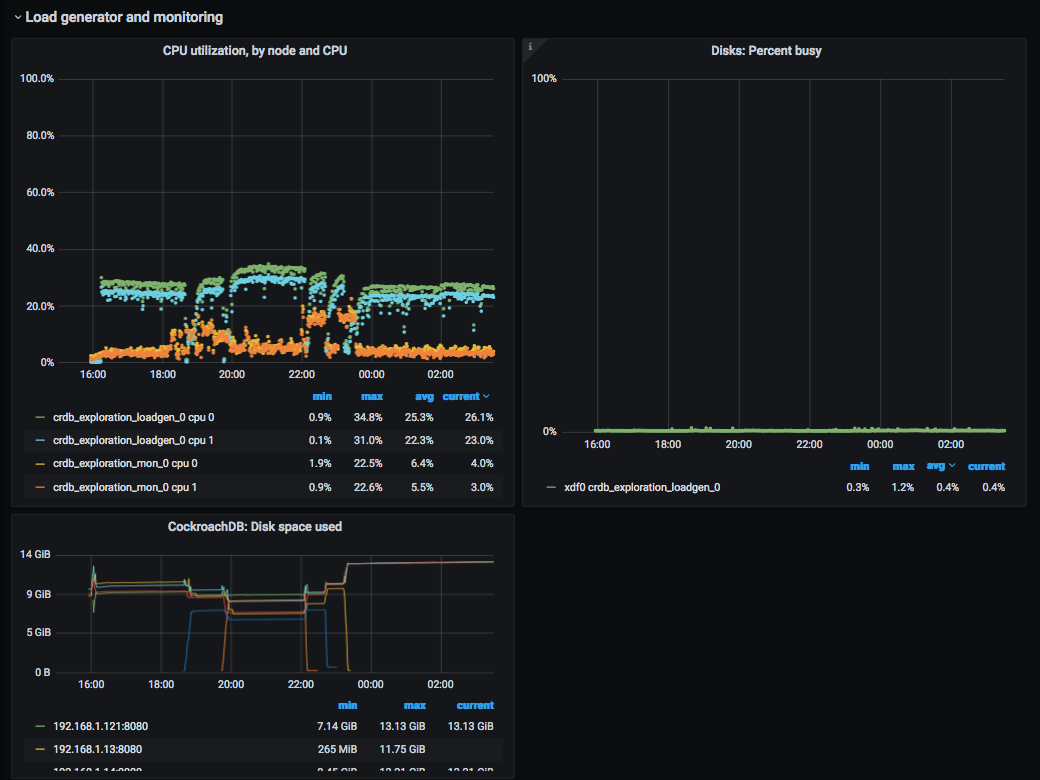 Load generator and monitoring
CPU utilization, by node and CPU
100.0%
80.0%
60.0%
40.0%
20.0%
0%
16:00 18:00 20:00 22:00 00:00 02:00
min max avg current
crdb_exploration_loadgen_0 cpu 0 0.9% 34.8% 25.3% 26.1%
crdb_exploration_loadgen_0 cpu 1 0.1% 31.0% 22.3% 23.0%
crdb_exploration_mon_0 cpu 0 1.9% 22.5% 6.4% 4.0%
crdb_exploration_mon_0 cpu 1 0.9% 22.6% 5.5% 3.0%
i
Disks: Percent busy
100%
0%
16:00 18:00 20:00 22:00 00:00 02:00
min max avg current
xdf0 crdb_exploration_loadgen_0 0.3% 1.2% 0.4% 0.4%
CockroachDB: Disk space used
14 GiB
9 GiB
5 GiB
0 B
16:00 18:00 20:00 22:00 00:00 02:00
min max current
192.168.1.121:8080 7.14 GiB 13.13 GiB 13.13 GiB
192.168.1.13:8080 265 MiB 11.75 GiB